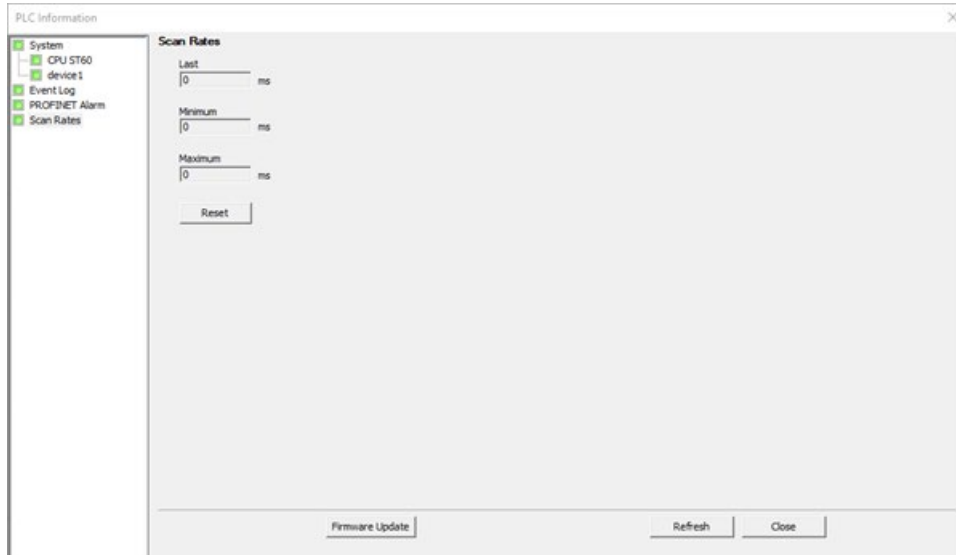 PLC Information
System
CPU ST60
device1
Event Log
PROFINET Alarm
Scan Rates
Scan Rates
Last
0 ms
Minimum
0 ms
Maximum
0 ms
Reset
Firmware Update Refresh Close